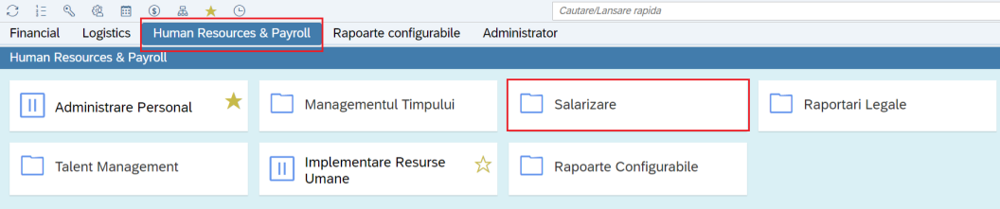 Cautare/Lansare rapida
Financial Logistics Human Resources & Payroll Rapoarte configurabile Administrator
Human Resources & Payroll
Administrare Personal Managementul Timpului Salarizare Raportari Legale
Talent Management Implementare Resurse Umane Rapoarte Configurabile